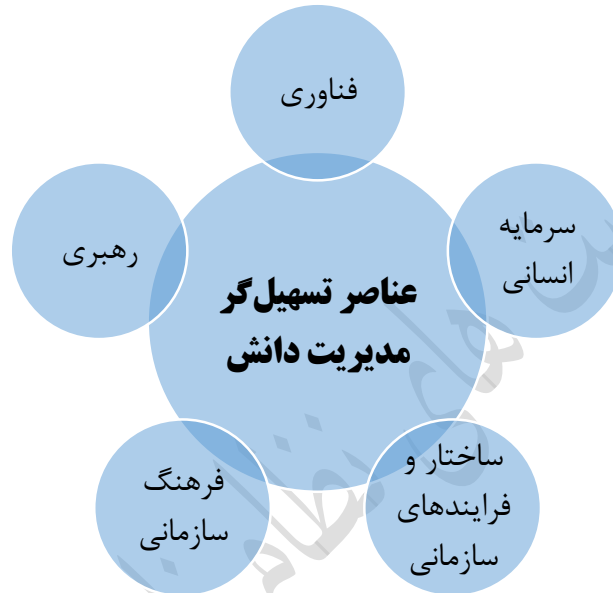 فناوری
سرمایه
انسانی
رهبری
عناصر تسهیل‌گر
مدیریت دانش
ساختار و
فرایندهای
سازمانی
فرهنگ
سازمانی